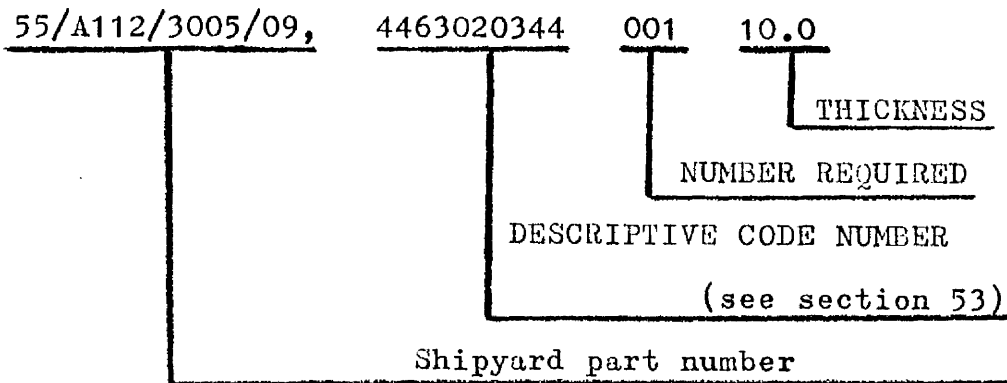 55/A112/3005/09, 4463020344 001 10.0
THICKNESS
NUMBER REQUIRED
DESCRIPTIVE CODE NUMBER
(see section 53)
Shipyard part number